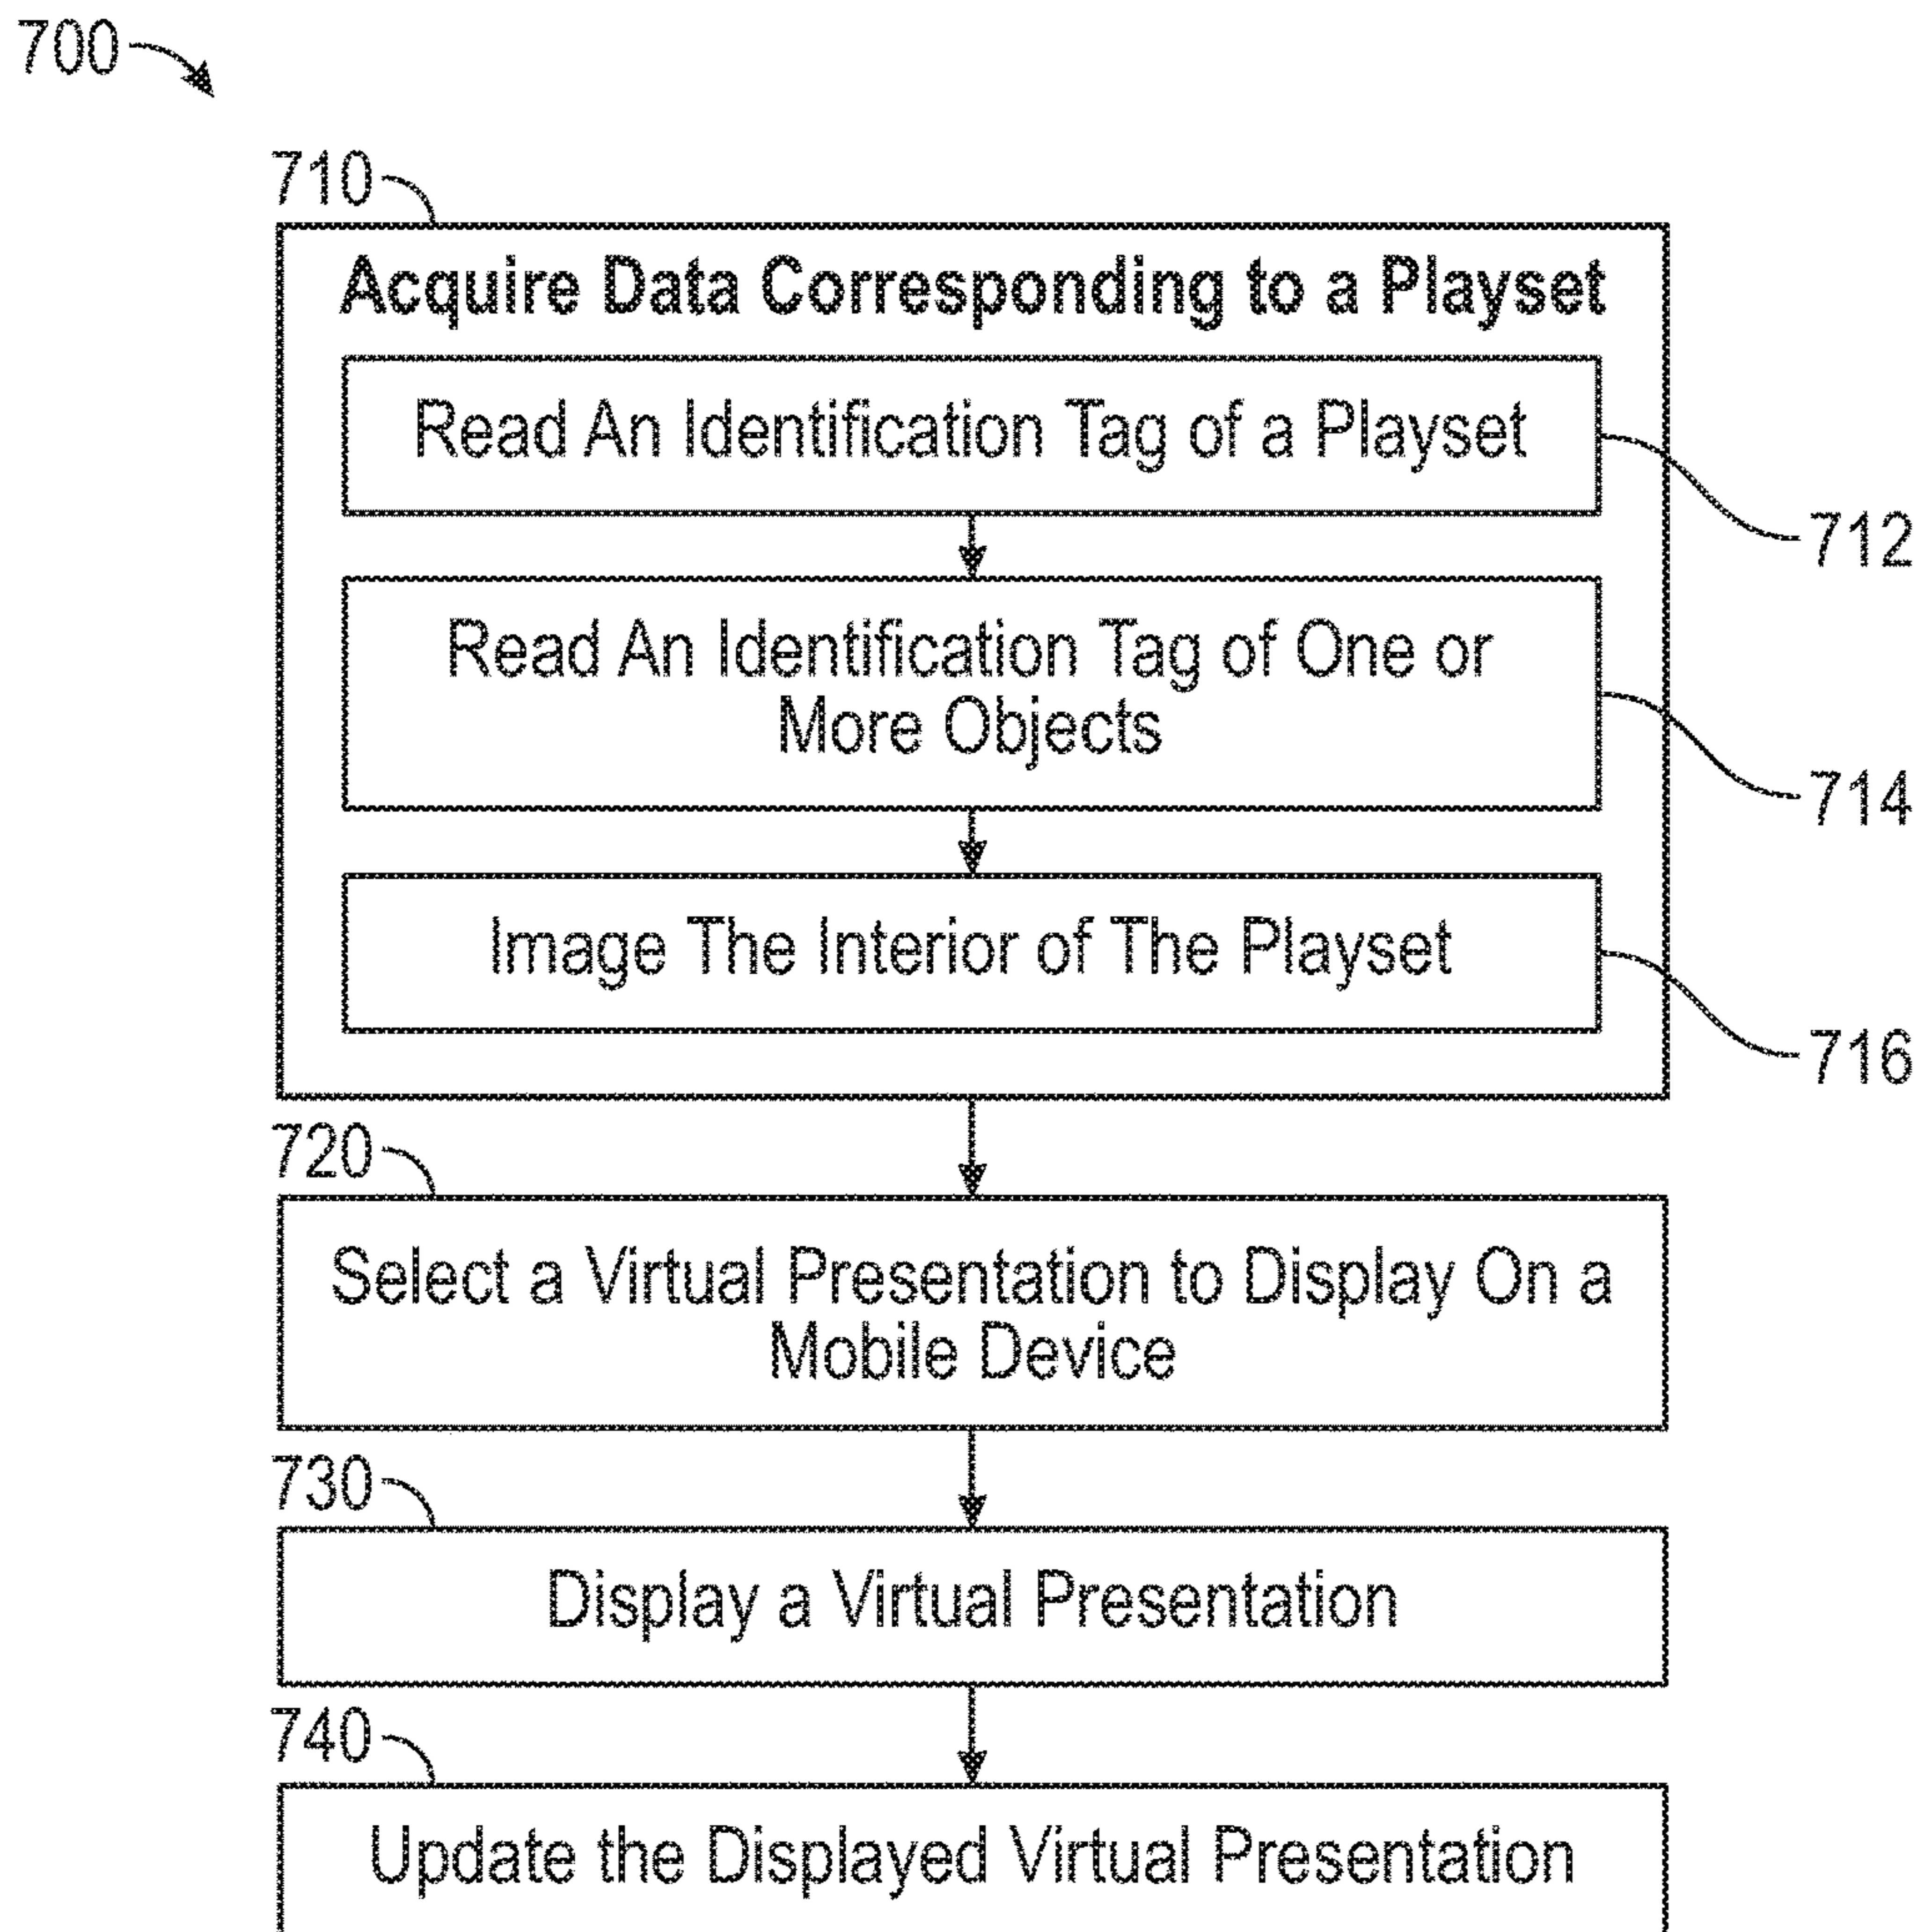 700
710
Acquire Data Corresponding to a Playset
Read An Identification Tag of a Playset
712
Read An Identification Tag of One or
More Objects
714
Image The Interior of The Playset
716
720
Select a Virtual Presentation to Display On a
Mobile Device
730
Display a Virtual Presentation
740
Update the Displayed Virtual Presentation